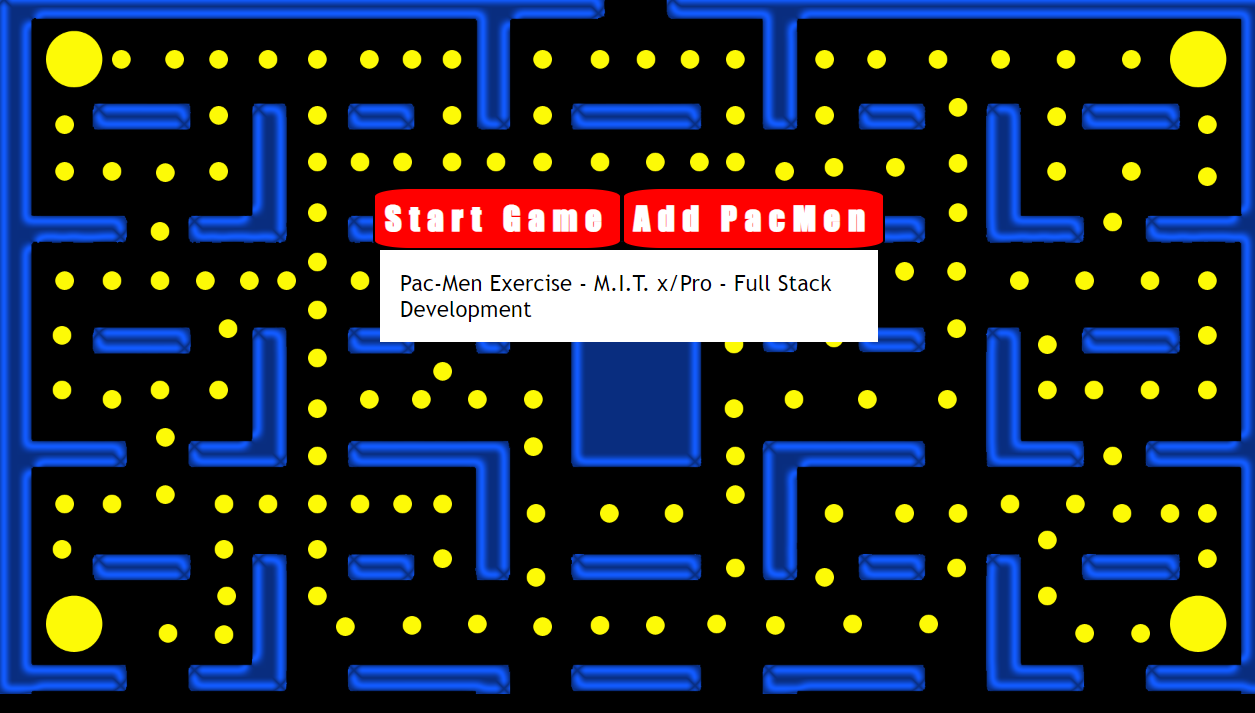 Start Game Add PacMen
Pac-Men Exercise - M.I.T. x/Pro - Full Stack
Development